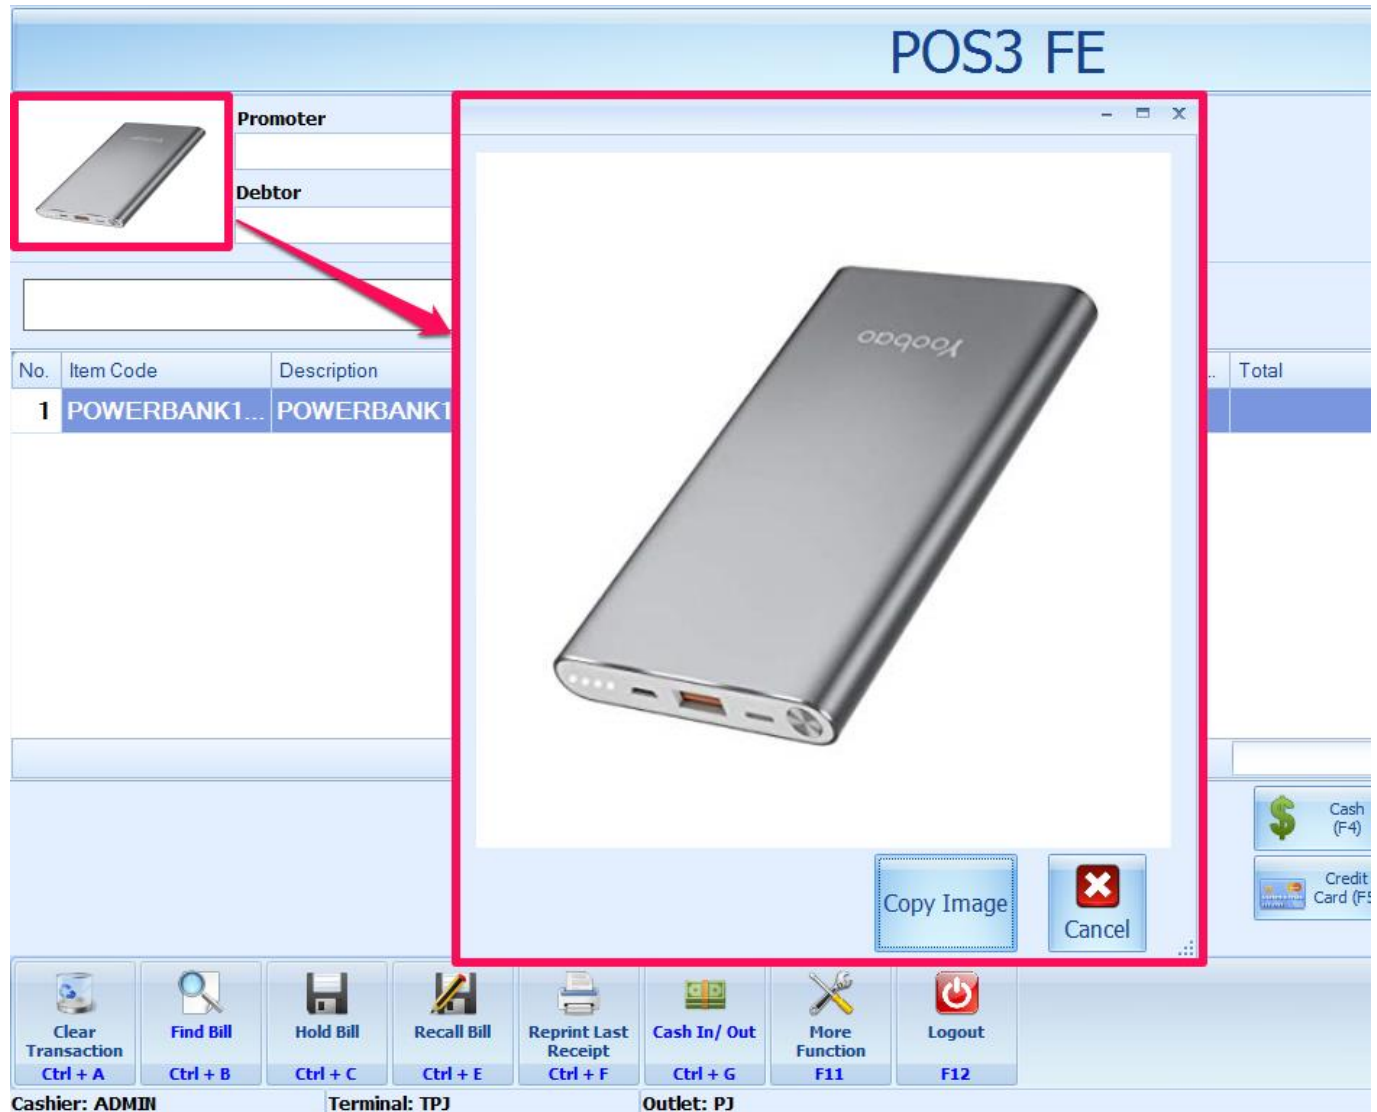 POS3 FE
Promoter
Debtor
No. Item Code Description .. Total
1 POWERBANK1... POWERBANK1
Yoobao
Yoobao
Copy Image
Cancel
Cash
(F4)
Credit
Card (F5
Clear
Transaction
Ctrl + A
Find Bill
Ctrl + B
Hold Bill
Ctrl + C
Recall Bill
Ctrl + E
Reprint Last
Receipt
Ctrl + F
Cash In/ Out
Ctrl + G
More
Function
F11
Logout
F12
Cashier: ADMIN Terminal: TPJ Outlet: PJ